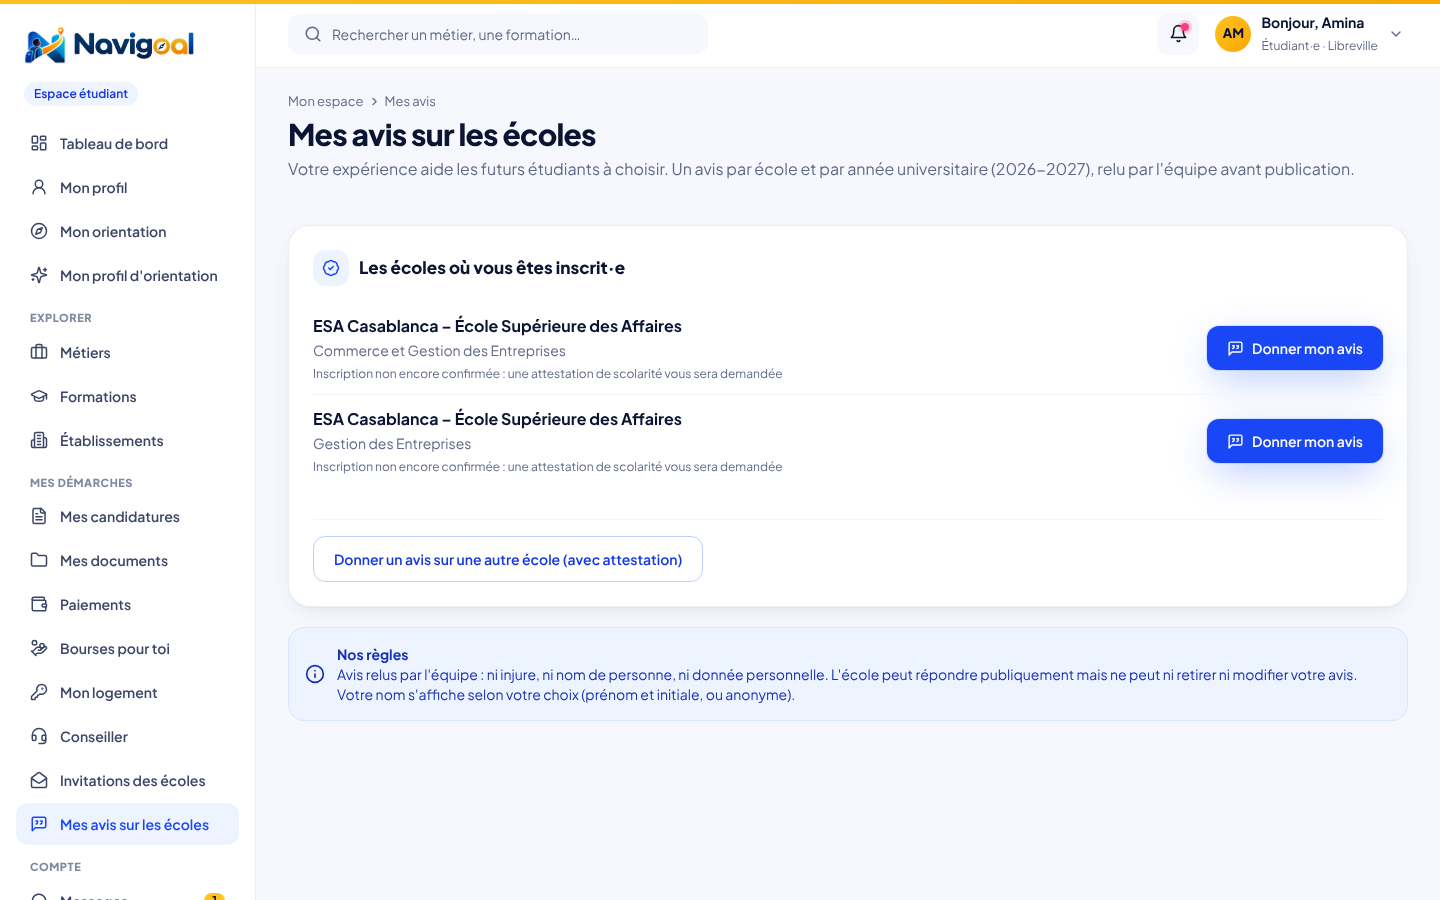 Navigoal
Espace étudiant
Tableau de bord
Mon profil
Mon orientation
Mon profil d'orientation
EXPLORER
Métiers
Formations
Établissements
MES DÉMARCHES
Mes candidatures
Mes documents
Paiements
Bourses pour toi
Mon logement
Conseiller
Invitations des écoles
Mes avis sur les écoles
COMPTE
Messages 1
Rechercher un métier, une formation…
AM
Bonjour, Amina
Étudiant·e · Libreville
Mon espace > Mes avis
Mes avis sur les écoles
Votre expérience aide les futurs étudiants à choisir. Un avis par école et par année universitaire (2026–2027), relu par l'équipe avant publication.
Les écoles où vous êtes inscrit·e
ESA Casablanca – École Supérieure des Affaires
Commerce et Gestion des Entreprises
Inscription non encore confirmée : une attestation de scolarité vous sera demandée
Donner mon avis
ESA Casablanca – École Supérieure des Affaires
Gestion des Entreprises
Inscription non encore confirmée : une attestation de scolarité vous sera demandée
Donner mon avis
Donner un avis sur une autre école (avec attestation)
Nos règles
Avis relus par l'équipe : ni injure, ni nom de personne, ni donnée personnelle. L'école peut répondre publiquement mais ne peut ni retirer ni modifier votre avis.
Votre nom s'affiche selon votre choix (prénom et initiale, ou anonyme).